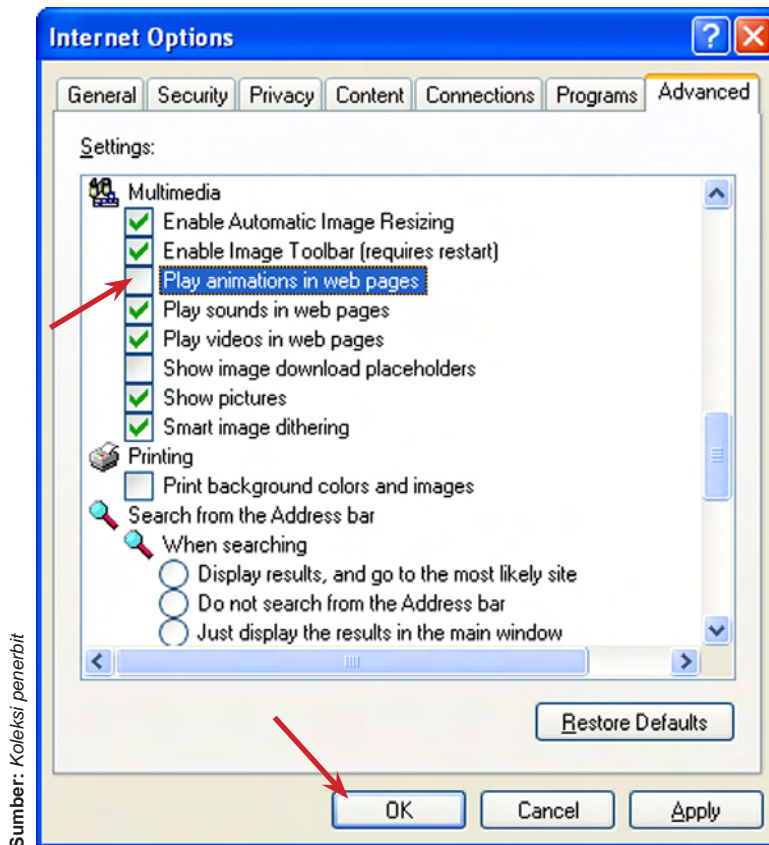 Internet Options
General Security Privacy Content Connections Programs Advanced
Settings:
Multimedia
Enable Automatic Image Resizing
Enable Image Toolbar (requires restart)
Play animations in web pages
Play sounds in web pages
Play videos in web pages
Show image download placeholders
Show pictures
Smart image dithering
Printing
Print background colors and images
Search from the Address bar
When searching
Display results, and go to the most likely site
Do not search from the Address bar
Just display the results in the main window
Restore Defaults
OK Cancel Apply
Sumber: Koleksi penerbit